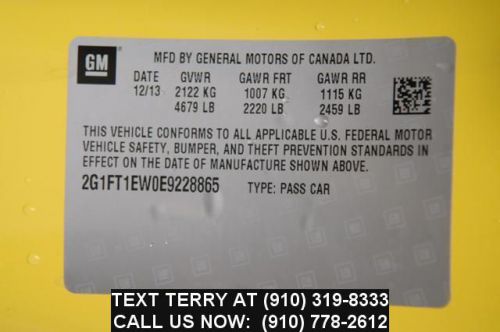 GM
MFD BY GENERAL MOTORS OF CANADA LTD.
DATE GVWR GAWR FRT GAWR RR
12/13 2122 KG 1007 KG 1115 KG
4679 LB 2220 LB 2459 LB
THIS VEHICLE CONFORMS TO ALL APPLICABLE U.S. FEDERAL MOTOR
VEHICLE SAFETY, BUMPER, AND THEFT PREVENTION STANDARDS IN
EFFECT ON THE DATE OF MANUFACTURE SHOWN ABOVE.
2G1FT1EW0E9228865 TYPE: PASS CAR
TEXT TERRY AT (910) 319-8333
CALL US NOW: (910) 778-2612